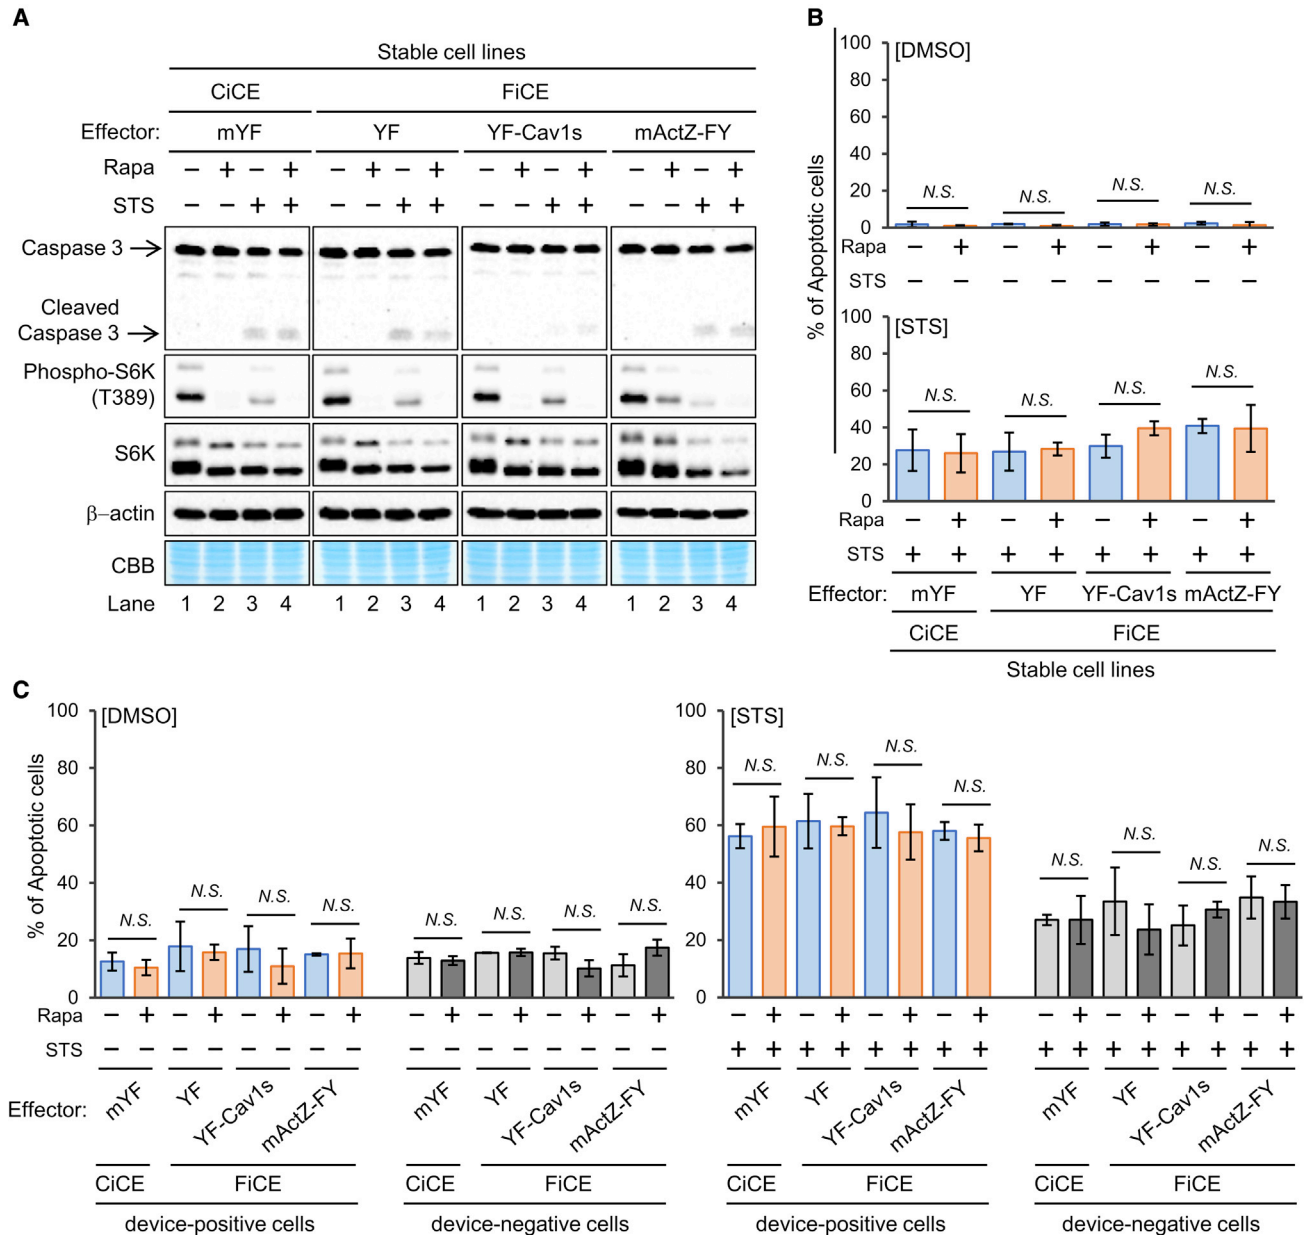 A
Stable cell lines
CiCE FiCE
Effector: mYF YF YF-Cav1s mActZ-FY
Rapa − + − + − + − + − + − + − + − +
STS − − + + − − + + − − + + − − + +
Caspase 3
Cleaved
Caspase 3
Phospho-S6K
(T389)
S6K
β−actin
CBB
Lane 1 2 3 4 1 2 3 4 1 2 3 4 1 2 3 4
B
% of Apoptotic cells
[DMSO]
100
80
60
40
20
0
N.S. N.S. N.S. N.S.
Rapa − + − + − + − +
STS − − − − − − − −
[STS]
100
80
60
40
20
0
N.S. N.S. N.S. N.S.
Rapa − + − + − + − +
STS + + + + + + + +
Effector: mYF YF YF-Cav1s mActZ-FY
CiCE FiCE
Stable cell lines
C
% of Apoptotic cells
[DMSO]
100
80
60
40
20
0
N.S. N.S. N.S. N.S. N.S. N.S. N.S. N.S.
Rapa − + − + − + − + − + − + − + − +
STS − − − − − − − − − − − − − − − −
Effector: mYF YF YF-Cav1s mActZ-FY mYF YF YF-Cav1s mActZ-FY
CiCE FiCE CiCE FiCE
device-positive cells device-negative cells
[STS]
100
80
60
40
20
0
N.S. N.S. N.S. N.S. N.S. N.S. N.S. N.S.
− + − + − + − + − + − + − + − +
+ + + + + + + + + + + + + + + +
mYF YF YF-Cav1s mActZ-FY mYF YF YF-Cav1s mActZ-FY
CiCE FiCE CiCE FiCE
device-positive cells device-negative cells